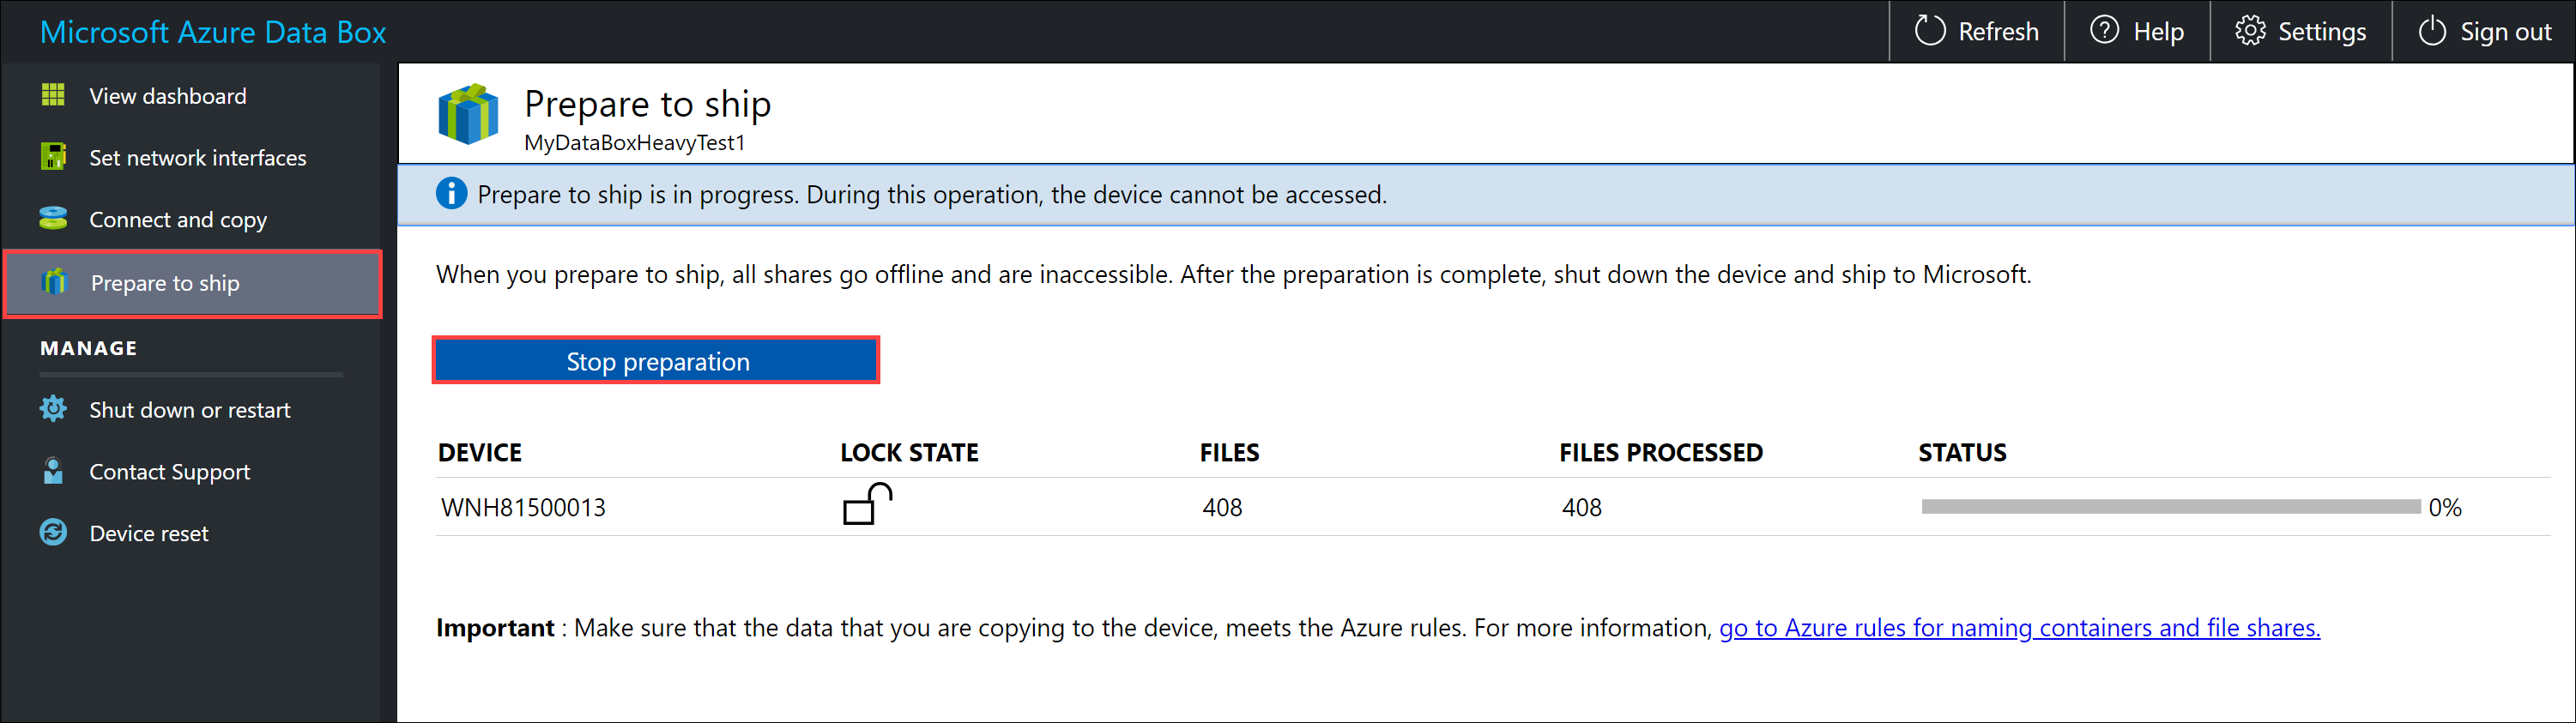 Microsoft Azure Data Box
Refresh
Help
Settings
Sign out
View dashboard
Set network interfaces
Connect and copy
Prepare to ship
MANAGE
Shut down or restart
Contact Support
Device reset
Prepare to ship
MyDataBoxHeavyTest1
Prepare to ship is in progress. During this operation, the device cannot be accessed.
When you prepare to ship, all shares go offline and are inaccessible. After the preparation is complete, shut down the device and ship to Microsoft.
Stop preparation
DEVICE LOCK STATE FILES FILES PROCESSED STATUS
WNH81500013 408 408 0%
Important : Make sure that the data that you are copying to the device, meets the Azure rules. For more information, go to Azure rules for naming containers and file shares.